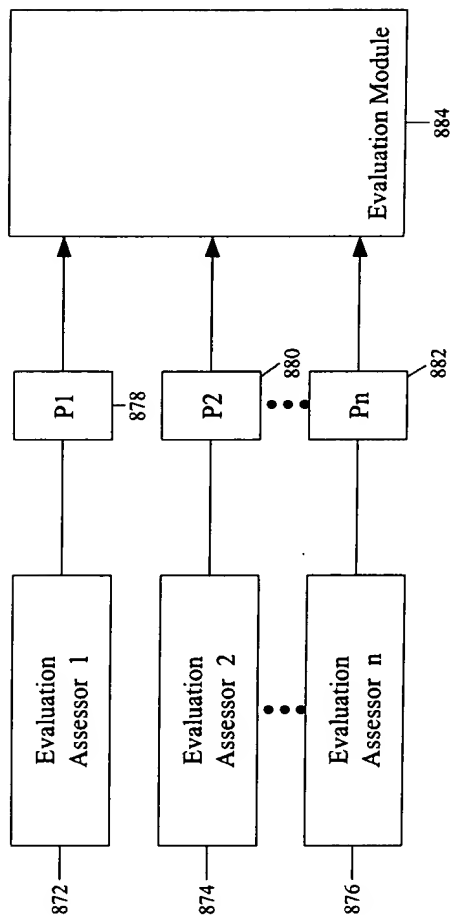 872
Evaluation
Assessor 1
P1
878
874
Evaluation
Assessor 2
P2
880
876
Evaluation
Assessor n
Pn
882
Evaluation Module
884